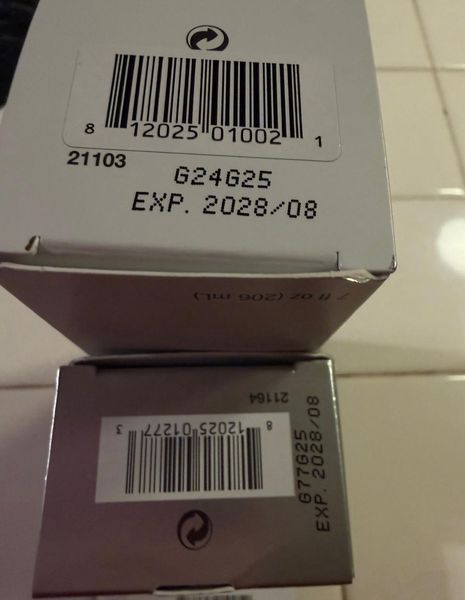 8 12025 01002 1
21103
G24G25
EXP. 2028/08
7 fl oz (206 mL)
21164
8 12025 01277 3
G77G25
EXP. 2028/08